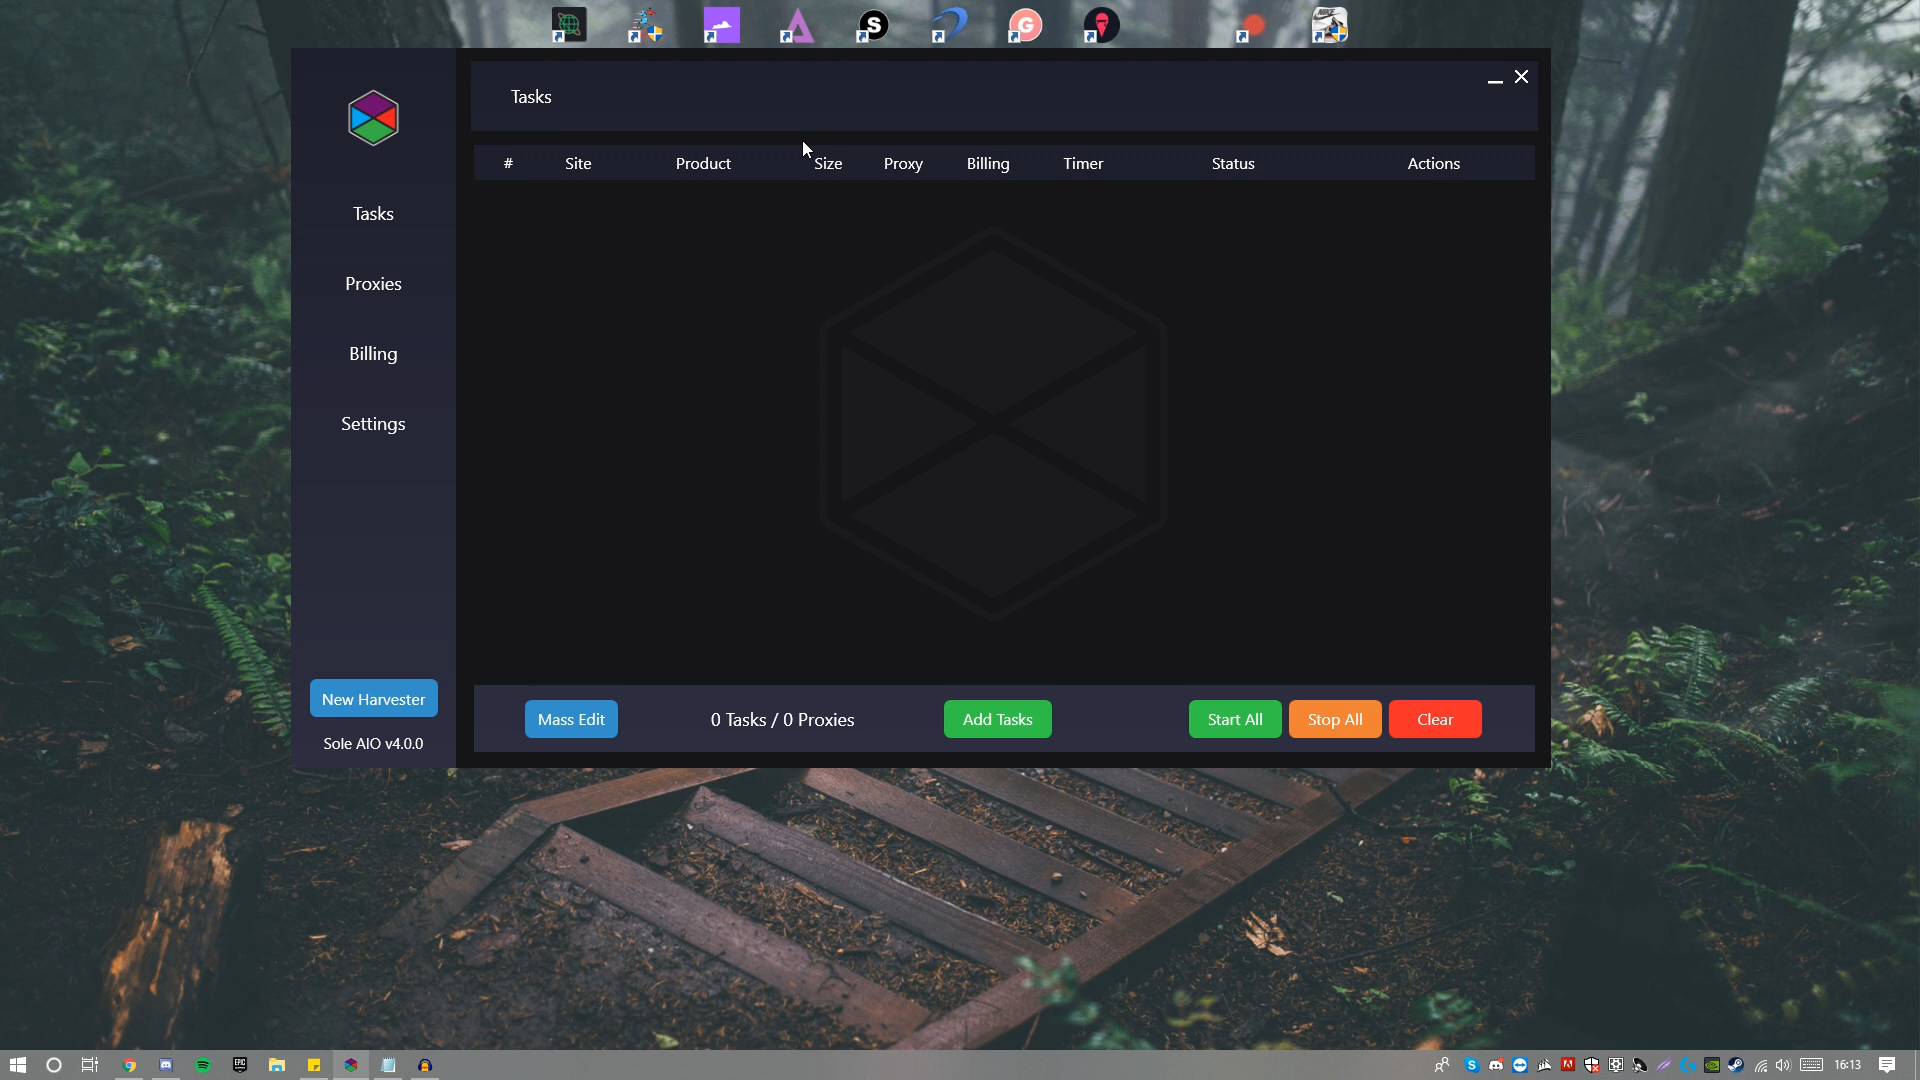 Tasks
# Site Product Size Proxy Billing Timer Status Actions
Tasks
Proxies
Billing
Settings
New Harvester
Sole AIO v4.0.0
Mass Edit 0 Tasks / 0 Proxies Add Tasks Start All Stop All Clear
16:13